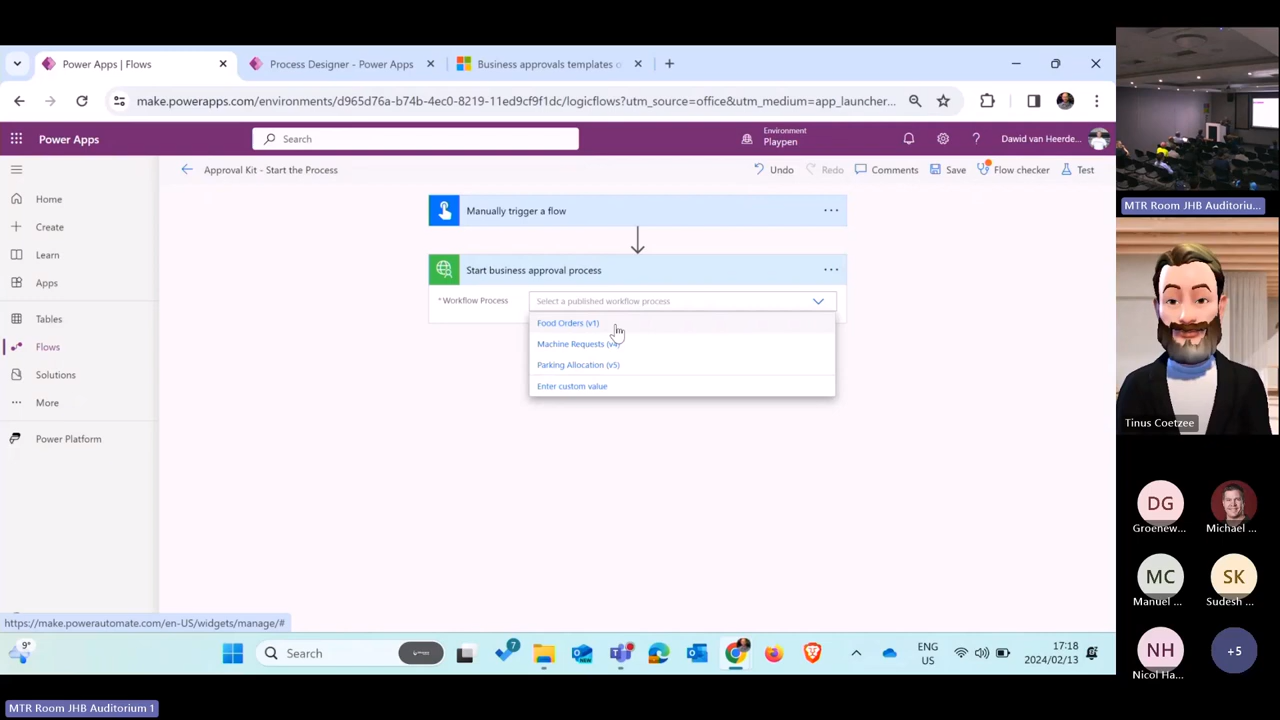 Power Apps | Flows
Process Designer - Power Apps
Business approvals templates o
make.powerapps.com/environments/d965d76a-b74b-4ec0-8219-11ed9cf9f1dc/logicflows?utm_source=office&utm_medium=app_launcher...
Power Apps
Search
Environment
Playpen
Dawid van Heerde...
Approval Kit - Start the Process
Undo
Redo
Comments
Save
Flow checker
Test
Home
Create
Learn
Apps
Tables
Flows
Solutions
More
Power Platform
Manually trigger a flow
Start business approval process
* Workflow Process
Select a published workflow process
Food Orders (v1)
Machine Requests (v4)
Parking Allocation (v5)
Enter custom value
https://make.powerautomate.com/en-US/widgets/manage/#
9°
Search
7
ENG
US
17:18
2024/02/13
MTR Room JHB Auditorium 1
MTR Room JHB Auditoriu...
Tinus Coetzee
DG
Groenew...
Michael ...
MC
Manuel ...
SK
Sudesh ...
NH
Nicol Ha...
+5